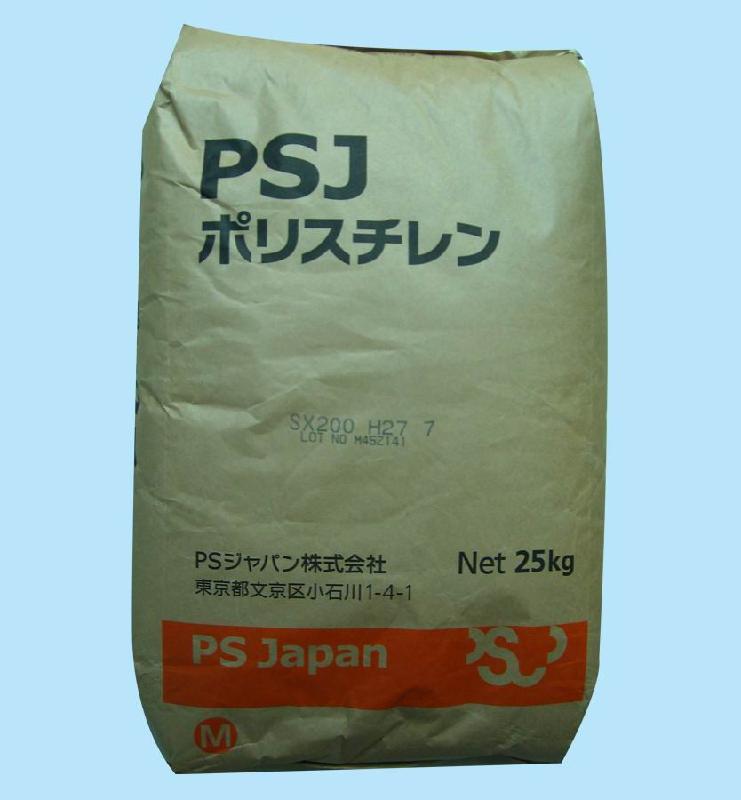 PSJ
ポリスチレン
SX200 H27 7
LOT NO M45ZT41
PSジャパン株式会社
東京都文京区小石川1-4-1
Net 25kg
PS Japan
PSJ
M